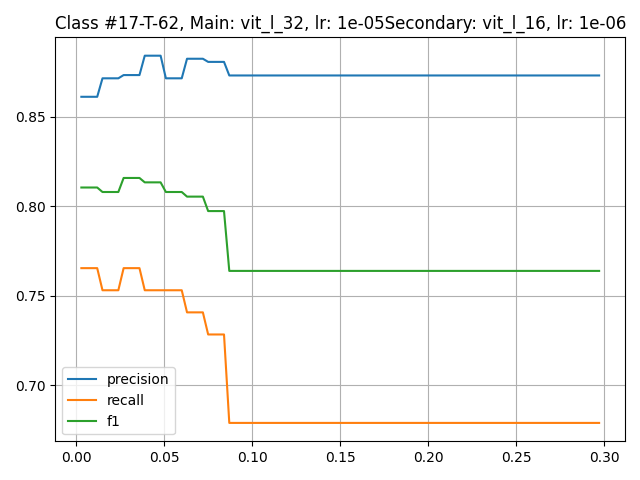 Class #17-T-62, Main: vit_l_32, lr: 1e-05Secondary: vit_l_16, lr: 1e-06
0.85
0.80
0.75
0.70
precision
recall
f1
0.00 0.05 0.10 0.15 0.20 0.25 0.30